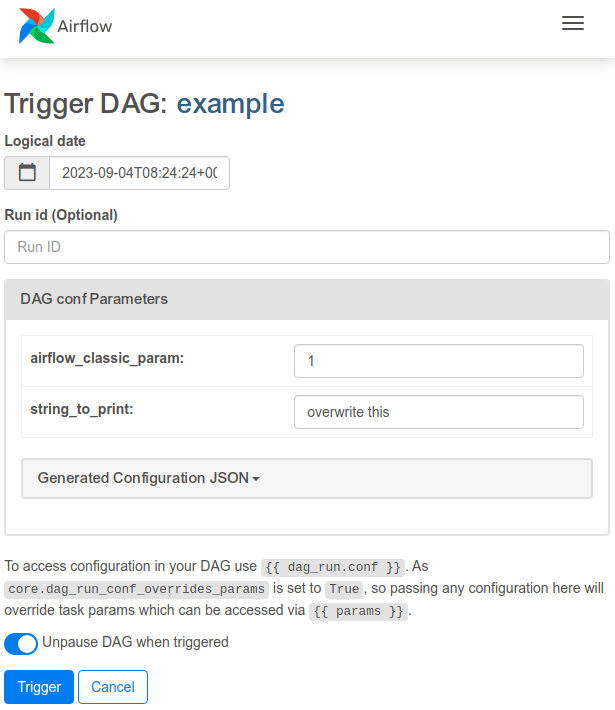 Airflow
Trigger DAG: example
Logical date
2023-09-04T08:24:24+00
Run id (Optional)
Run ID
DAG conf Parameters
airflow_classic_param:
1
string_to_print:
overwrite this
Generated Configuration JSON
To access configuration in your DAG use {{ dag_run.conf }}. As
core.dag_run_conf_overrides_params is set to True, so passing any configuration here will
override task params which can be accessed via {{ params }}.
Unpause DAG when triggered
Trigger
Cancel